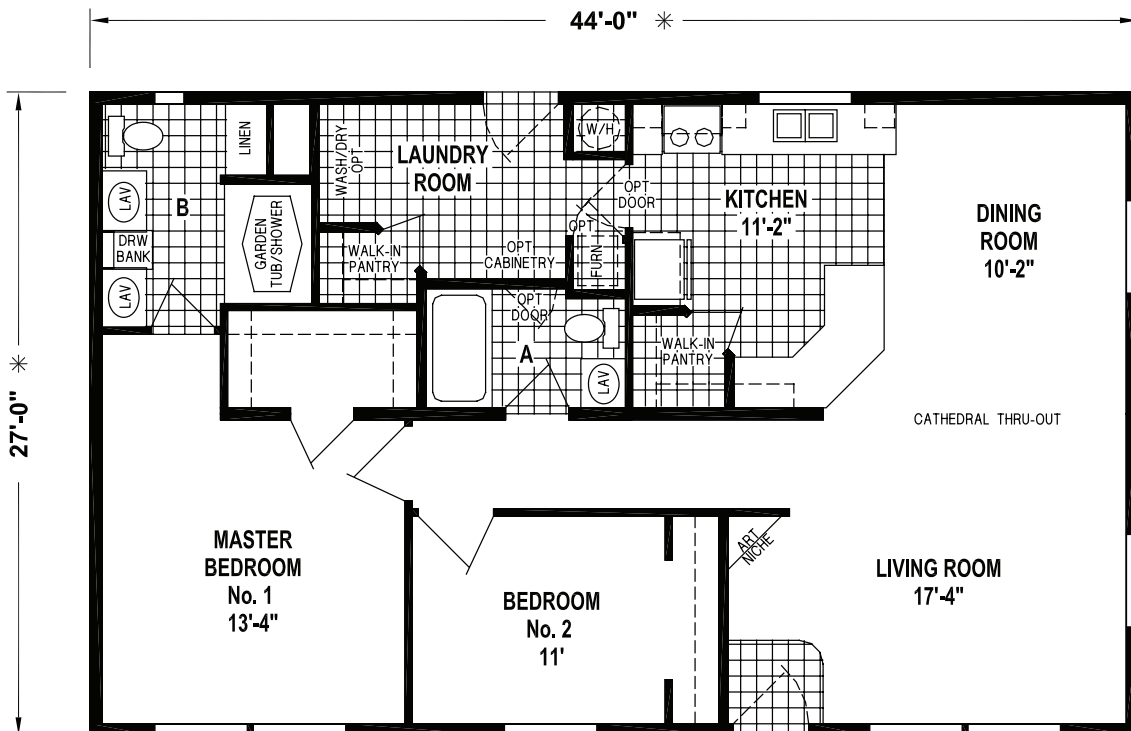 44'-0" ✳
27'-0" ✳
LINEN
WASH/DRY
OPT
LAUNDRY
ROOM
W/H
OPT
DOOR
KITCHEN
11'-2"
DINING
ROOM
10'-2"
LAV
B
DRW
BANK
LAV
GARDEN
TUB/SHOWER
WALK-IN
PANTRY
OPT
CABINETRY
OPT
FURN
OPT
DOOR
A
LAV
WALK-IN
PANTRY
CATHEDRAL THRU-OUT
MASTER
BEDROOM
No. 1
13'-4"
BEDROOM
No. 2
11'
ART
NICHE
LIVING ROOM
17'-4"